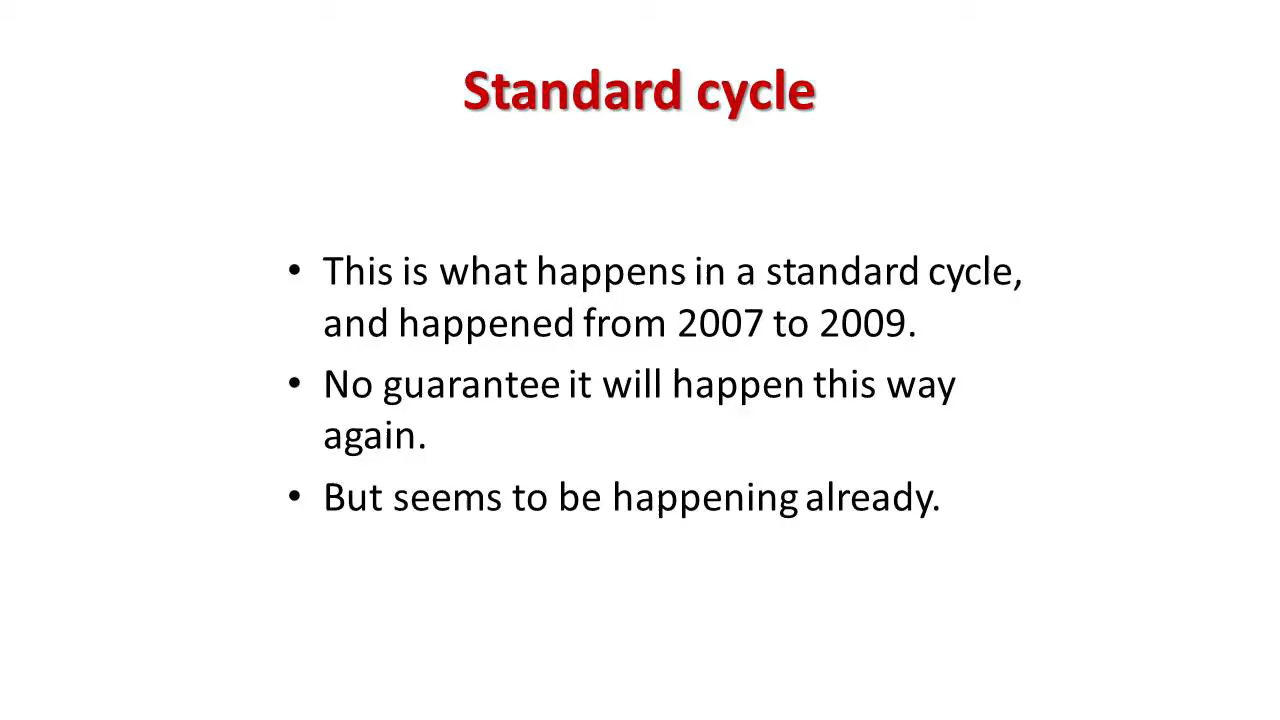 Standard cycle
• This is what happens in a standard cycle,
and happened from 2007 to 2009.
• No guarantee it will happen this way
again.
• But seems to be happening already.